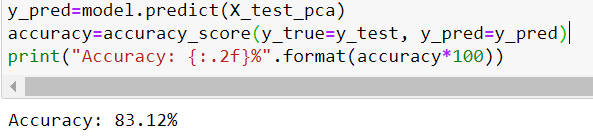 y_pred=model.predict(X_test_pca)
accuracy=accuracy_score(y_true=y_test, y_pred=y_pred)
print("Accuracy: {:.2f}%".format(accuracy*100))
Accuracy: 83.12%